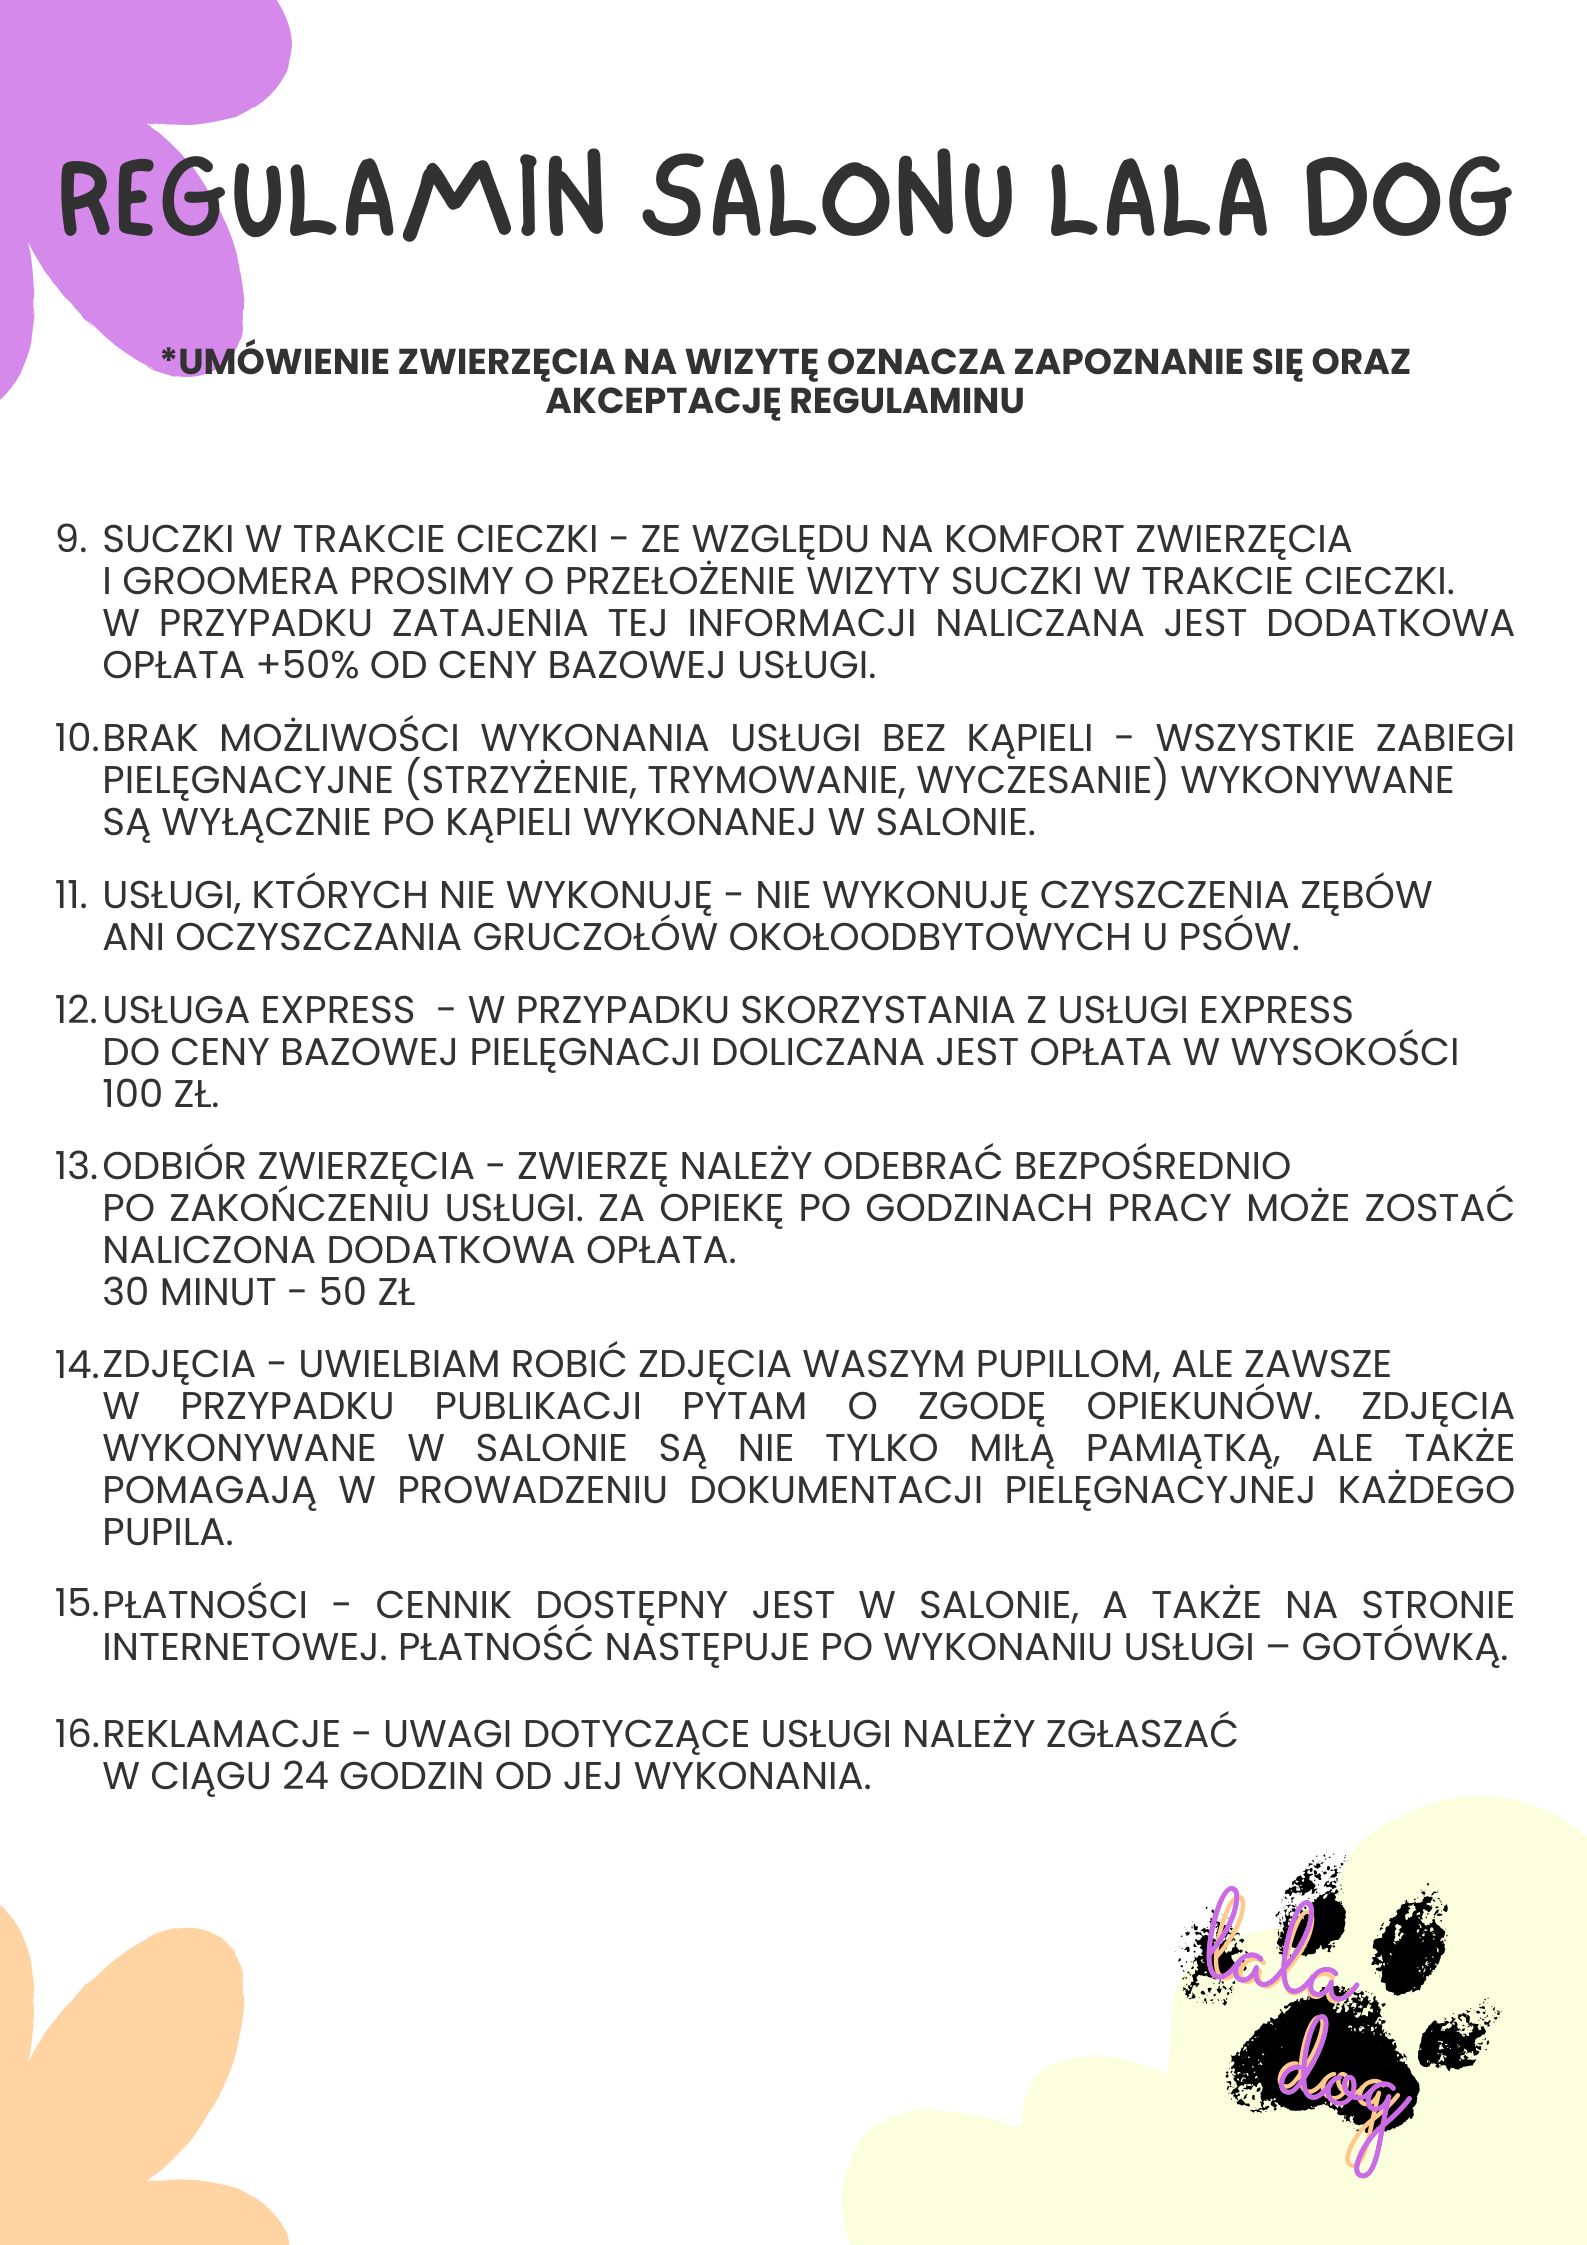 REGULAMIN SALONU LALA DOG
*UMÓWIENIE ZWIERZĘCIA NA WIZYTĘ OZNACZA ZAPOZNANIE SIĘ ORAZ
AKCEPTACJĘ REGULAMINU
9. SUCZKI W TRAKCIE CIECZKI - ZE WZGLĘDU NA KOMFORT ZWIERZĘCIA
I GROOMERA PROSIMY O PRZEŁOŻENIE WIZYTY SUCZKI W TRAKCIE CIECZKI.
W PRZYPADKU ZATAJENIA TEJ INFORMACJI NALICZANA JEST DODATKOWA
OPŁATA +50% OD CENY BAZOWEJ USŁUGI.
10. BRAK MOŻLIWOŚCI WYKONANIA USŁUGI BEZ KĄPIELI - WSZYSTKIE ZABIEGI
PIELĘGNACYJNE (STRZYŻENIE, TRYMOWANIE, WYCZESANIE) WYKONYWANE
SĄ WYŁĄCZNIE PO KĄPIELI WYKONANEJ W SALONIE.
11. USŁUGI, KTÓRYCH NIE WYKONUJĘ - NIE WYKONUJĘ CZYSZCZENIA ZĘBÓW
ANI OCZYSZCZANIA GRUCZOŁÓW OKOŁOODBYTOWYCH U PSÓW.
12. USŁUGA EXPRESS - W PRZYPADKU SKORZYSTANIA Z USŁUGI EXPRESS
DO CENY BAZOWEJ PIELĘGNACJI DOLICZANA JEST OPŁATA W WYSOKOŚCI
100 ZŁ.
13. ODBIÓR ZWIERZĘCIA - ZWIERZĘ NALEŻY ODEBRAĆ BEZPOŚREDNIO
PO ZAKOŃCZENIU USŁUGI. ZA OPIEKĘ PO GODZINACH PRACY MOŻE ZOSTAĆ
NALICZONA DODATKOWA OPŁATA.
30 MINUT - 50 ZŁ
14. ZDJĘCIA - UWIELBIAM ROBIĆ ZDJĘCIA WASZYM PUPILLOM, ALE ZAWSZE
W PRZYPADKU PUBLIKACJI PYTAM O ZGODĘ OPIEKUNÓW. ZDJĘCIA
WYKONYWANE W SALONIE SĄ NIE TYLKO MIŁĄ PAMIĄTKĄ, ALE TAKŻE
POMAGAJĄ W PROWADZENIU DOKUMENTACJI PIELĘGNACYJNEJ KAŻDEGO
PUPILA.
15. PŁATNOŚCI - CENNIK DOSTĘPNY JEST W SALONIE, A TAKŻE NA STRONIE
INTERNETOWEJ. PŁATNOŚĆ NASTĘPUJE PO WYKONANIU USŁUGI – GOTÓWKĄ.
16. REKLAMACJE - UWAGI DOTYCZĄCE USŁUGI NALEŻY ZGŁASZAĆ
W CIĄGU 24 GODZIN OD JEJ WYKONANIA.
lala
dog